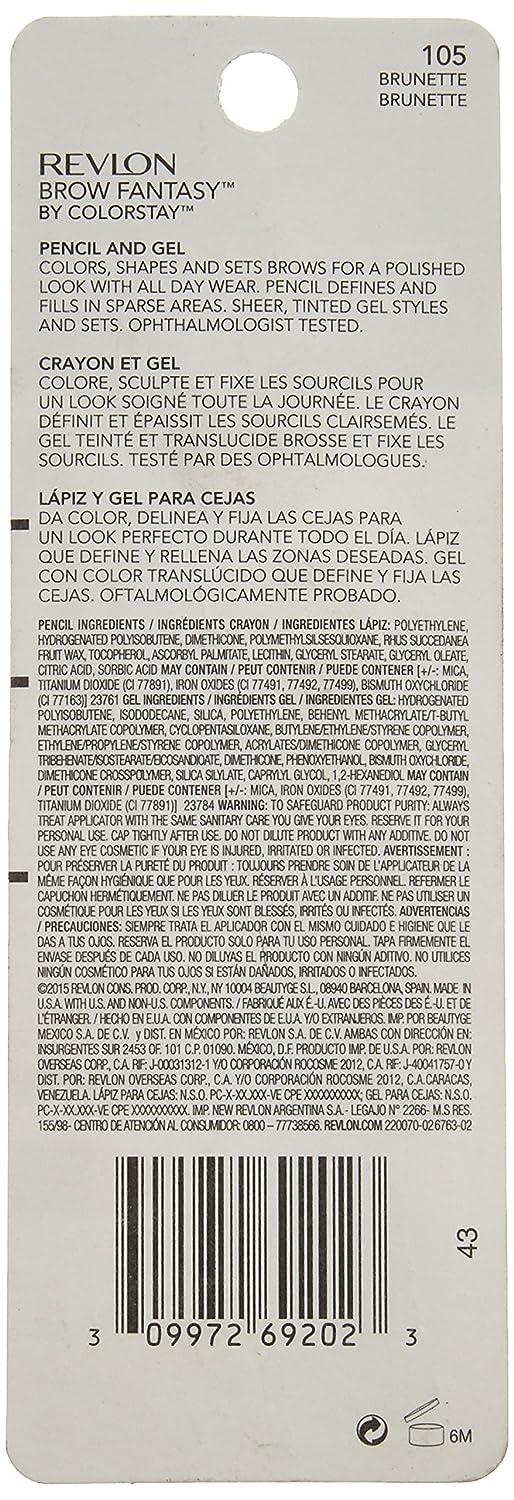 105
BRUNETTE
BRUNETTE
REVLON
BROW FANTASY™
BY COLORSTAY™
PENCIL AND GEL
COLORS, SHAPES AND SETS BROWS FOR A POLISHED
LOOK WITH ALL DAY WEAR. PENCIL DEFINES AND
FILLS IN SPARSE AREAS. SHEER, TINTED GEL STYLES
AND SETS. OPHTHALMOLOGIST TESTED.
CRAYON ET GEL
COLORE, SCULPTE ET FIXE LES SOURCILS POUR
UN LOOK SOIGNÉ TOUTE LA JOURNÉE. LE CRAYON
DÉFINIT ET ÉPAISSIT LES SOURCILS CLAIRSEMÉS. LE
GEL TEINTÉ ET TRANSLUCIDE BROSSE ET FIXE LES
SOURCILS. TESTÉ PAR DES OPHTALMOLOGUES.
LÁPIZ Y GEL PARA CEJAS
DA COLOR, DELINEA Y FIJA LAS CEJAS PARA
UN LOOK PERFECTO DURANTE TODO EL DÍA. LÁPIZ
QUE DEFINE Y RELLENA LAS ZONAS DESEADAS. GEL
CON COLOR TRANSLÚCIDO QUE DEFINE Y FIJA LAS
CEJAS. OFTALMOLÓGICAMENTE PROBADO.
PENCIL INGREDIENTS / INGRÉDIENTS CRAYON / INGREDIENTES LÁPIZ: POLYETHYLENE,
HYDROGENATED POLYISOBUTENE, DIMETHICONE, POLYMETHYLSILSESQUIOXANE, RHUS SUCCEDANEA
FRUIT WAX, TOCOPHEROL, ASCORBYL PALMITATE, LECITHIN, GLYCERYL STEARATE, GLYCERYL OLEATE,
CITRIC ACID, SORBIC ACID MAY CONTAIN / PEUT CONTENIR / PUEDE CONTENER [+/-: MICA,
TITANIUM DIOXIDE (CI 77891), IRON OXIDES (CI 77491, 77492, 77499), BISMUTH OXYCHLORIDE
(CI 77163)] 23761 GEL INGREDIENTS / INGRÉDIENTS GEL / INGREDIENTES GEL: HYDROGENATED
POLYISOBUTENE, ISODODECANE, SILICA, POLYETHYLENE, BEHENYL METHACRYLATE/T-BUTYL
METHACRYLATE COPOLYMER, CYCLOPENTASILOXANE, BUTYLENE/ETHYLENE/STYRENE COPOLYMER,
ETHYLENE/PROPYLENE/STYRENE COPOLYMER, ACRYLATES/DIMETHICONE COPOLYMER, GLYCERYL
TRIBEHENATE/ISOSTEARATE/EICOSANDIOATE, DIMETHICONE, PHENOXYETHANOL, BISMUTH OXYCHLORIDE,
DIMETHICONE CROSSPOLYMER, SILICA SILYLATE, CAPRYLYL GLYCOL, 1,2-HEXANEDIOL MAY CONTAIN
/ PEUT CONTENIR / PUEDE CONTENER [+/-: MICA, IRON OXIDES (CI 77491, 77492, 77499),
TITANIUM DIOXIDE (CI 77891)] 23784 WARNING: TO SAFEGUARD PRODUCT PURITY: ALWAYS
TREAT APPLICATOR WITH THE SAME SANITARY CARE YOU GIVE YOUR EYES. RESERVE IT FOR YOUR
PERSONAL USE. CAP TIGHTLY AFTER USE. DO NOT DILUTE PRODUCT WITH ANY ADDITIVE. DO NOT
USE ANY EYE COSMETIC IF YOUR EYE IS INJURED, IRRITATED OR INFECTED. AVERTISSEMENT :
POUR PRÉSERVER LA PURETÉ DU PRODUIT : TOUJOURS PRENDRE SOIN DE L'APPLICATEUR DE LA
MÊME FAÇON HYGIÉNIQUE QUE POUR LES YEUX. RÉSERVER À L'USAGE PERSONNEL. REFERMER LE
CAPUCHON HERMÉTIQUEMENT. NE PAS DILUER LE PRODUIT AVEC UN ADDITIF. NE PAS UTILISER UN
COSMÉTIQUE POUR LES YEUX SI LES YEUX SONT BLESSÉS, IRRITÉS OU INFECTÉS. ADVERTENCIAS
/ PRECAUCIONES: SIEMPRE TRATA EL APLICADOR CON EL MISMO CUIDADO E HIGIENE QUE LE
DAS A TUS OJOS. RESERVA EL PRODUCTO SOLO PARA TU USO PERSONAL. TAPA FIRMEMENTE EL
ENVASE DESPUÉS DE CADA USO. NO DILUYAS EL PRODUCTO CON NINGÚN ADITIVO. NO UTILICES
NINGÚN COSMÉTICO PARA TUS OJOS SI ESTÁN DAÑADOS, IRRITADOS O INFECTADOS.
©2015 REVLON CONS. PROD. CORP., N.Y., NY 10004 BEAUTYGE S.L., 08940 BARCELONA, SPAIN. MADE IN
U.S.A. WITH U.S. AND NON-U.S. COMPONENTS. / FABRIQUÉ AUX É.-U. AVEC DES PIÈCES DES É.-U. ET DE
L'ÉTRANGER. / HECHO EN E.U.A. CON COMPONENTES DE E.U.A. Y/O EXTRANJEROS. IMP. POR BEAUTYGE
MEXICO S.A. DE C.V. y DIST. EN MÉXICO POR: REVLON S.A. DE C.V. AMBAS CON DIRECCIÓN EN:
INSURGENTES SUR 2453 OF. 101 C.P. 01090. MÉXICO, D.F. PRODUCTO IMP. DE U.S.A. POR: REVLON
OVERSEAS CORP., C.A. RIF: J-00031312-1 Y/O CORPORACIÓN ROCOSME 2012, C.A. RIF: J-40041757-0 Y
DIST. POR: REVLON OVERSEAS CORP., C.A. Y/O CORPORACIÓN ROCOSME 2012, C.A. CARACAS,
VENEZUELA. LÁPIZ PARA CEJAS: N.S.O. PC-X-XX.XXX-VE CPE XXXXXXXXXX; GEL PARA CEJAS: N.S.O.
PC-X-XX.XXX-VE CPE XXXXXXXXXX. IMP. NEW REVLON ARGENTINA S.A.- LEGAJO N° 2266- M.S RES.
155/98- CENTRO DE ATENCIÓN AL CONSUMIDOR: 0800 – 77738566. REVLON.COM 220070-02 6763-02
43
3 09972 69202 3
6M